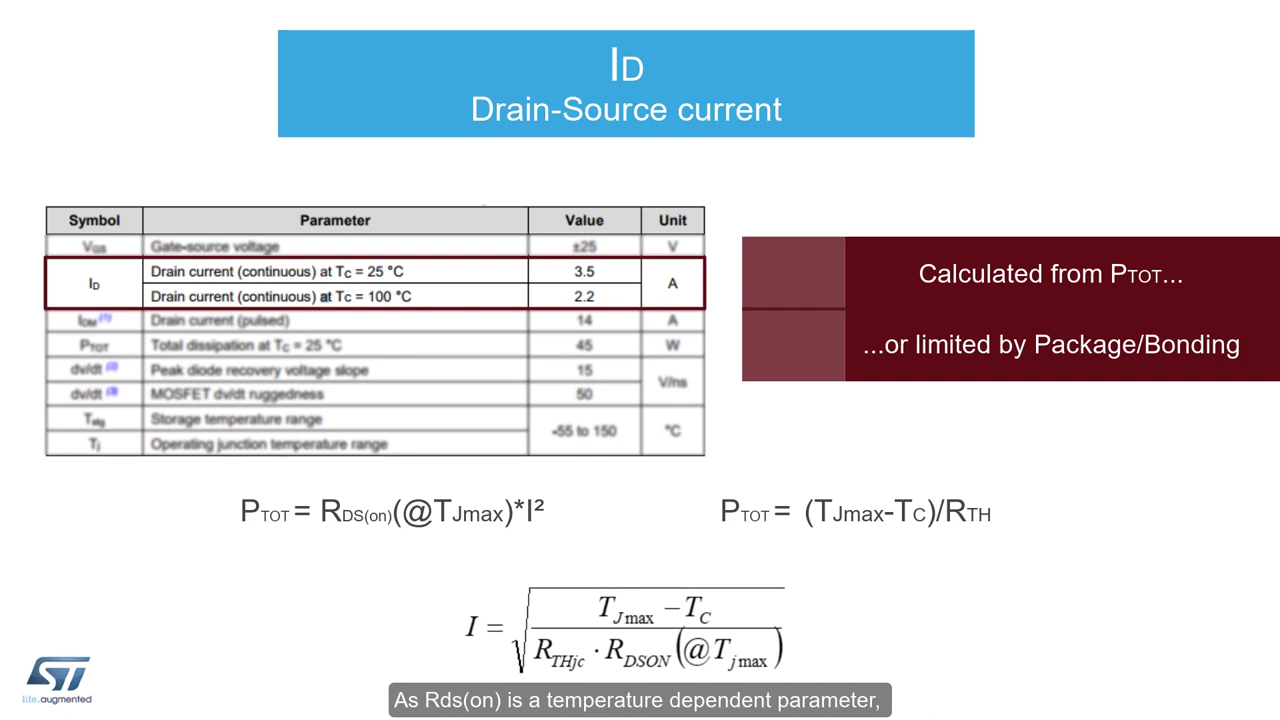 ID
Drain-Source current
Symbol Parameter Value Unit
VGS Gate-source voltage ±25 V
ID Drain current (continuous) at TC = 25 °C 3.5 A
Drain current (continuous) at TC = 100 °C 2.2
IDM (1) Drain current (pulsed) 14 A
PTOT Total dissipation at TC = 25 °C 45 W
dv/dt (2) Peak diode recovery voltage slope 15 V/ns
dv/dt (3) MOSFET dv/dt ruggedness 50
Tstg Storage temperature range -55 to 150 °C
Tj Operating junction temperature range
Calculated from PTOT...
...or limited by Package/Bonding
PTOT = RDS(on)(@TJmax)*I² PTOT = (TJmax-TC)/RTH
I = √((TJmax − TC)/(RTHjc · RDSON(@Tjmax)))
ST
life.augmented
As Rds(on) is a temperature dependent parameter,